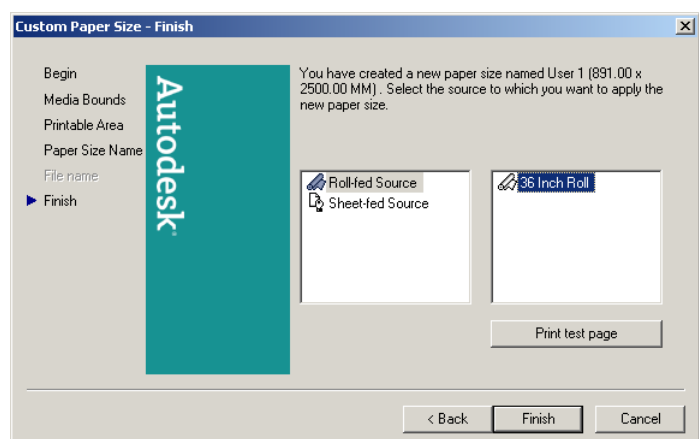 Custom Paper Size - Finish
Begin
Media Bounds
Printable Area
Paper Size Name
File name
Finish
Autodesk
You have created a new paper size named User 1 (891.00 x
2500.00 MM) . Select the source to which you want to apply the
new paper size.
Roll-fed Source
Sheet-fed Source
36 Inch Roll
Print test page
< Back
Finish
Cancel